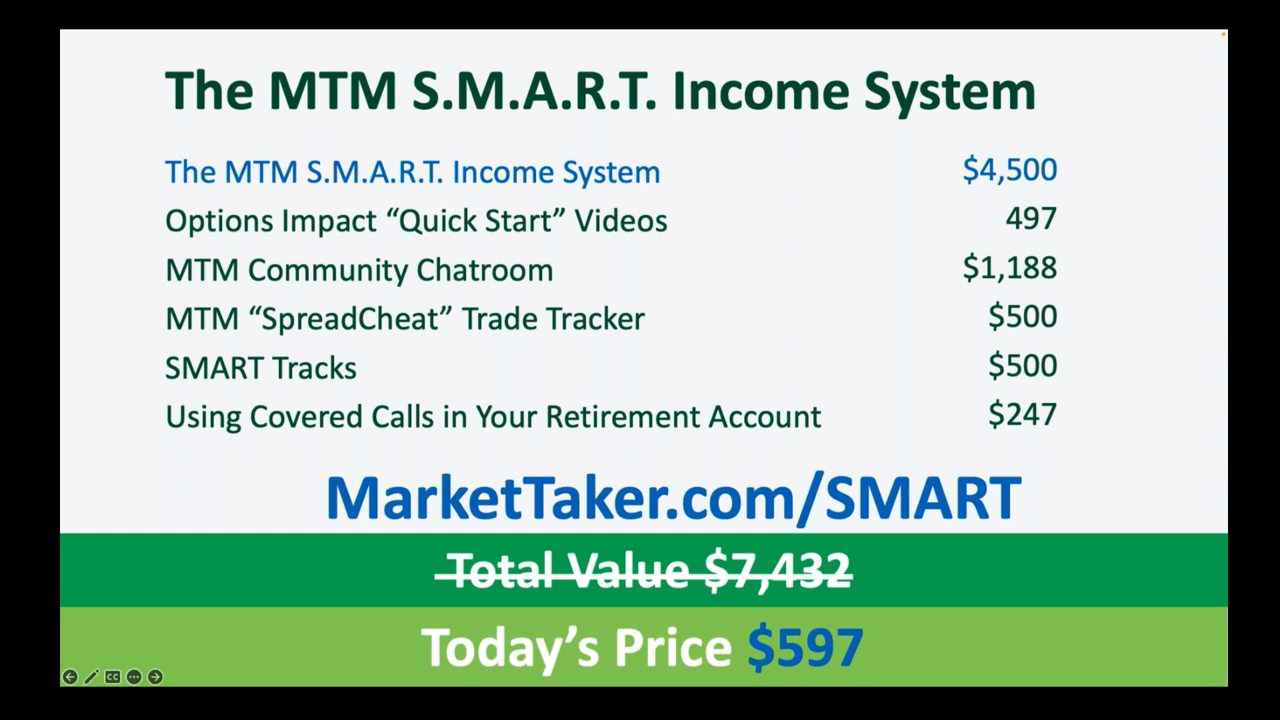 The MTM S.M.A.R.T. Income System
The MTM S.M.A.R.T. Income System $4,500
Options Impact “Quick Start” Videos 497
MTM Community Chatroom $1,188
MTM “SpreadCheat” Trade Tracker $500
SMART Tracks $500
Using Covered Calls in Your Retirement Account $247
MarketTaker.com/SMART
Total Value $7,432
Today’s Price $597
CC